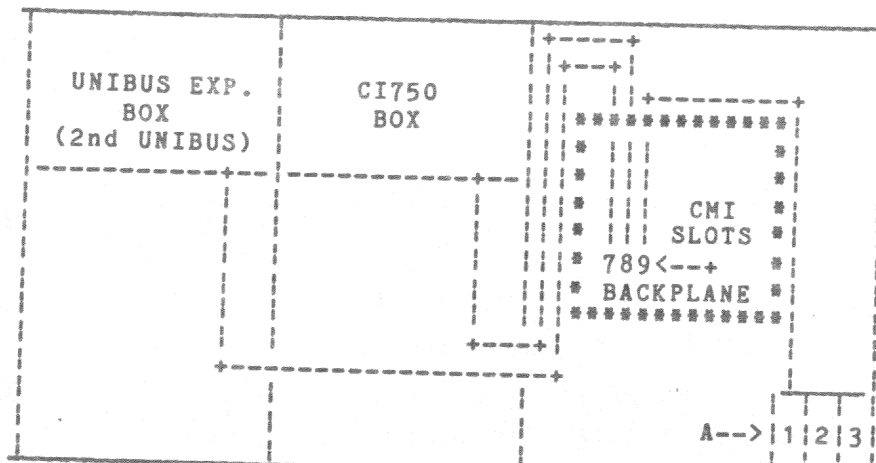 UNIBUS EXP.
BOX
(2nd UNIBUS)
CI750
BOX
CMI
SLOTS
789<--+
BACKPLANE
A-->|1|2|3|